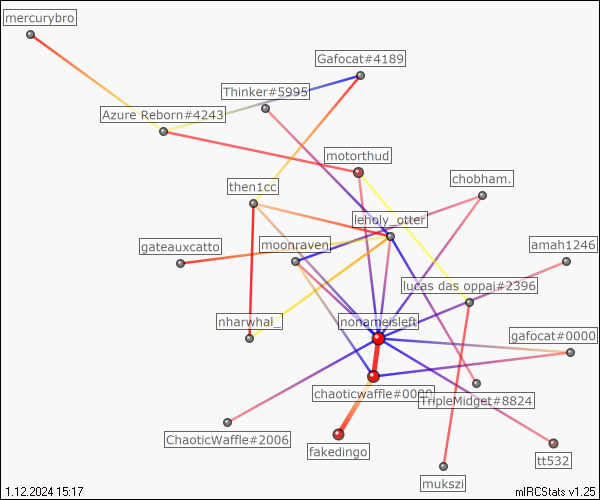 mercurybro
Gafocat#4189
Thinker#5995
Azure Reborn#4243
motorthud
chobham.
then1cc
leholy_otter
moonraven
gateauxcatto
amah1246
lucas das oppai#2396
nharwhal_
nonameisleft
gafocat#0000
chaoticwaffle#0000
TripleMidget#8824
ChaoticWaffle#2006
fakedingo
tt532
mukszi
1.12.2024 15:17
mIRCStats v1.25